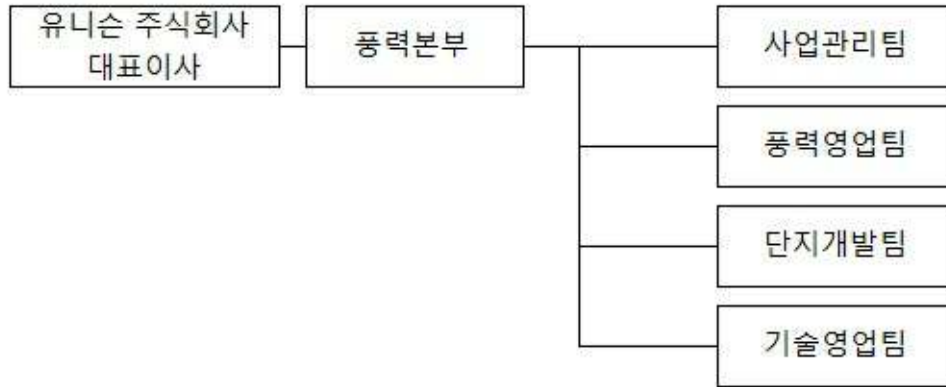 유니슨 주식회사
대표이사
풍력본부
사업관리팀
풍력영업팀
단지개발팀
기술영업팀